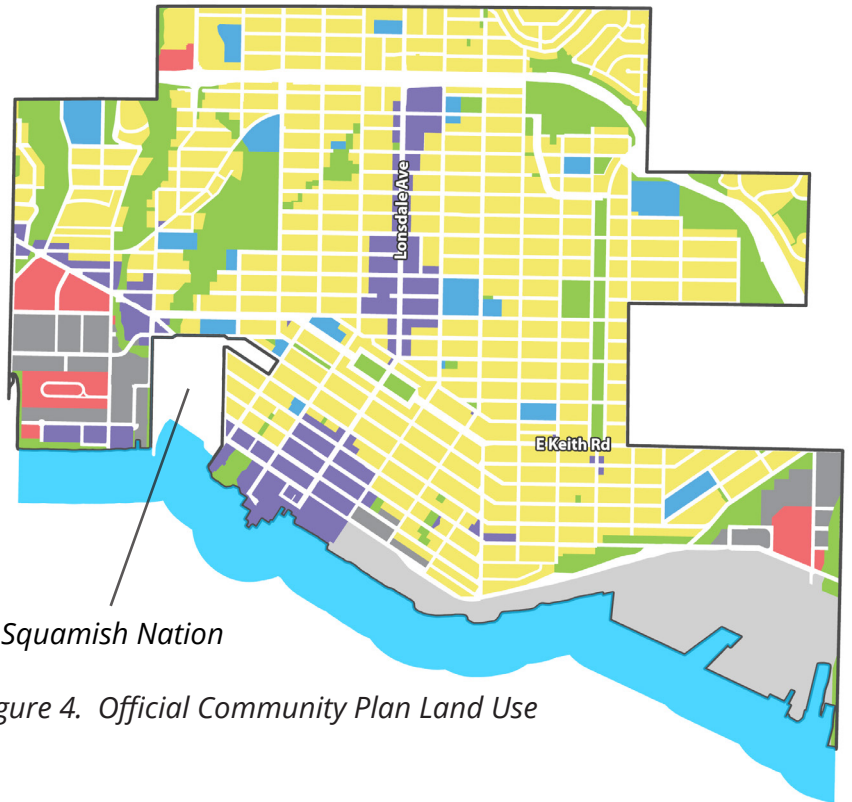 Lonsdale Ave
E Keith Rd
Squamish Nation
gure 4. Official Community Plan Land Use